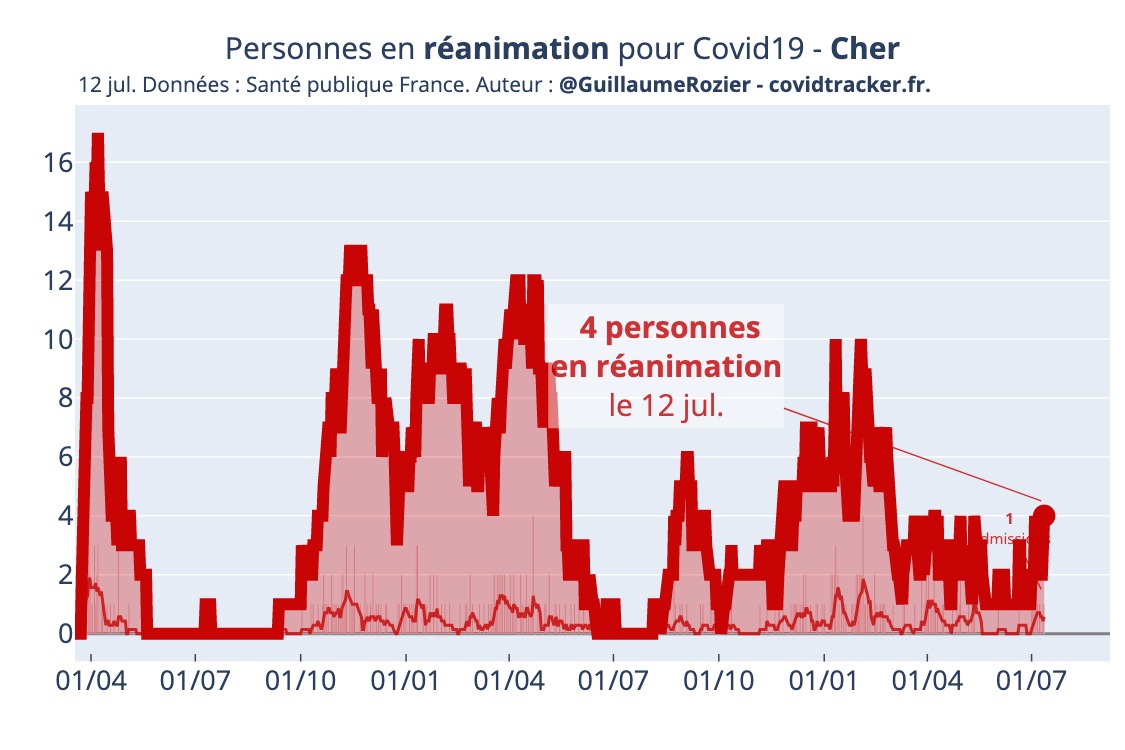 Personnes en réanimation pour Covid19 - Cher
12 jul. Données : Santé publique France. Auteur : @GuillaumeRozier - covidtracker.fr.
16
14
12
10
8
6
4
2
0
4 personnes
en réanimation
le 12 jul.
1
01/04 01/07 01/10 01/01 01/04 01/07 01/10 01/01 01/04 01/07